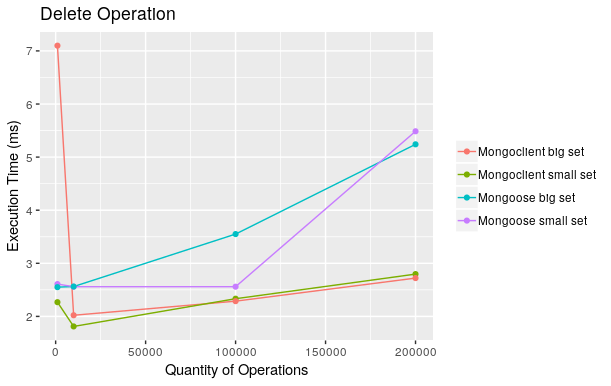 Delete Operation
Execution Time (ms)
7
6
5
4
3
2
0 50000 100000 150000 200000
Quantity of Operations
Mongoclient big set
Mongoclient small set
Mongoose big set
Mongoose small set